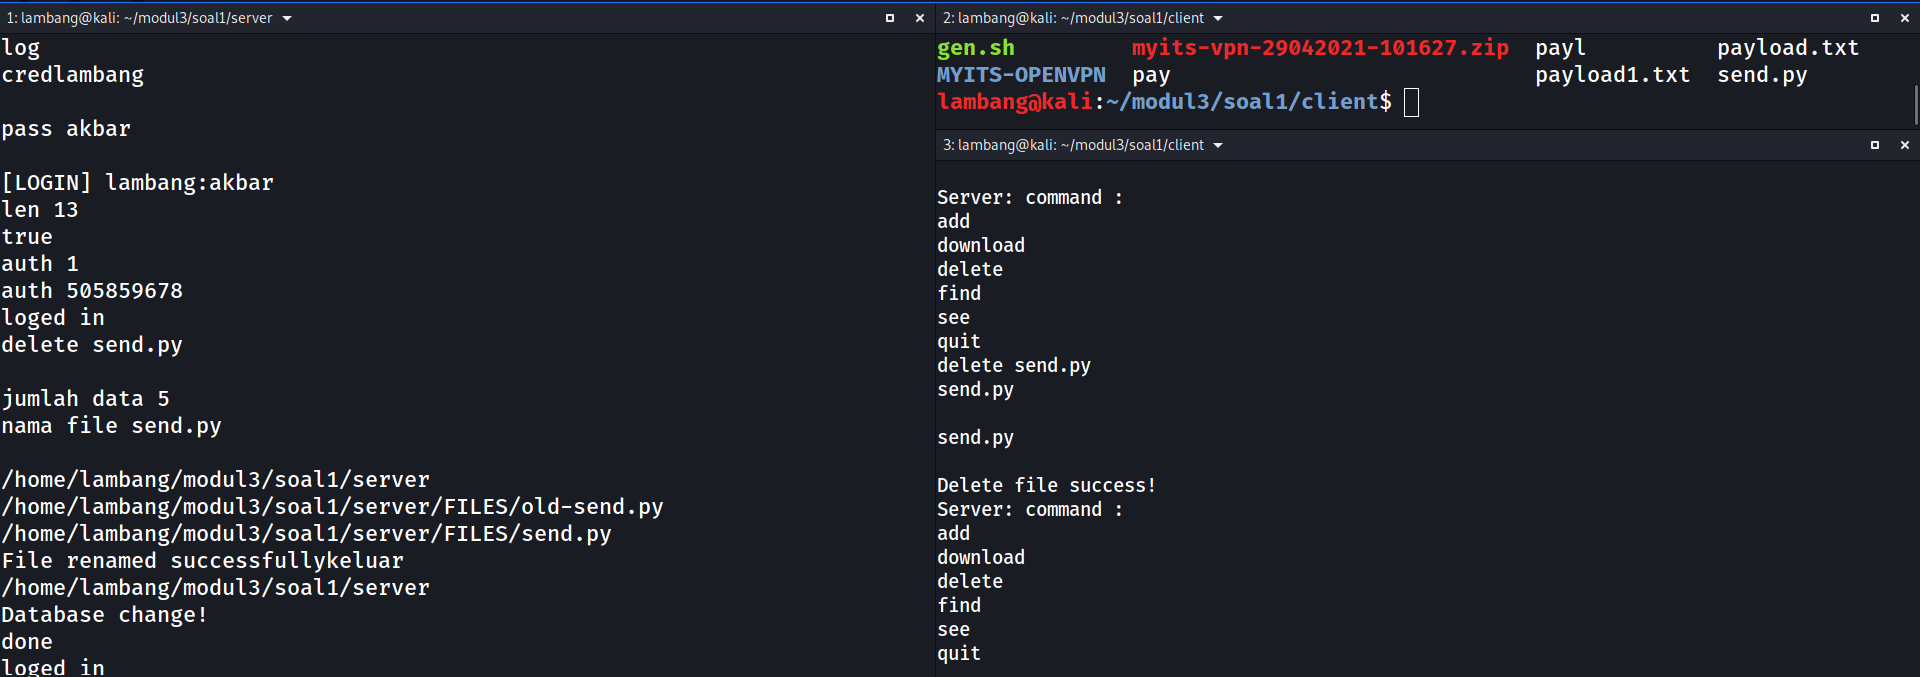 1: lambang@kali: ~/modul3/soal1/server
log
credlambang
pass akbar
[LOGIN] lambang:akbar
len 13
true
auth 1
auth 505859678
loged in
delete send.py
jumlah data 5
nama file send.py
/home/lambang/modul3/soal1/server
/home/lambang/modul3/soal1/server/FILES/old-send.py
/home/lambang/modul3/soal1/server/FILES/send.py
File renamed successfullykeluar
/home/lambang/modul3/soal1/server
Database change!
done
loged in
2: lambang@kali: ~/modul3/soal1/client
gen.sh myits-vpn-29042021-101627.zip payl payload.txt
MYITS-OPENVPN pay payload1.txt send.py
lambang@kali:~/modul3/soal1/client$
3: lambang@kali: ~/modul3/soal1/client
Server: command :
add
download
delete
find
see
quit
delete send.py
send.py
send.py
Delete file success!
Server: command :
add
download
delete
find
see
quit